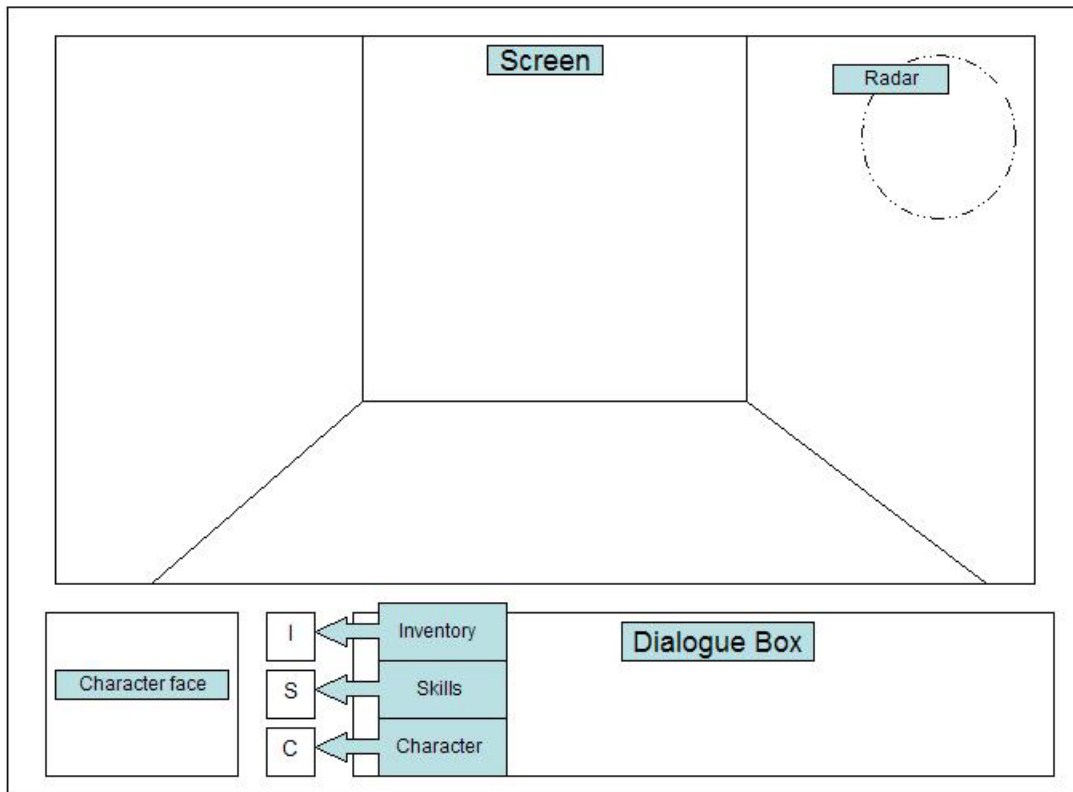 Screen
Radar
I
Inventory
Dialogue Box
Character face
S
Skills
C
Character